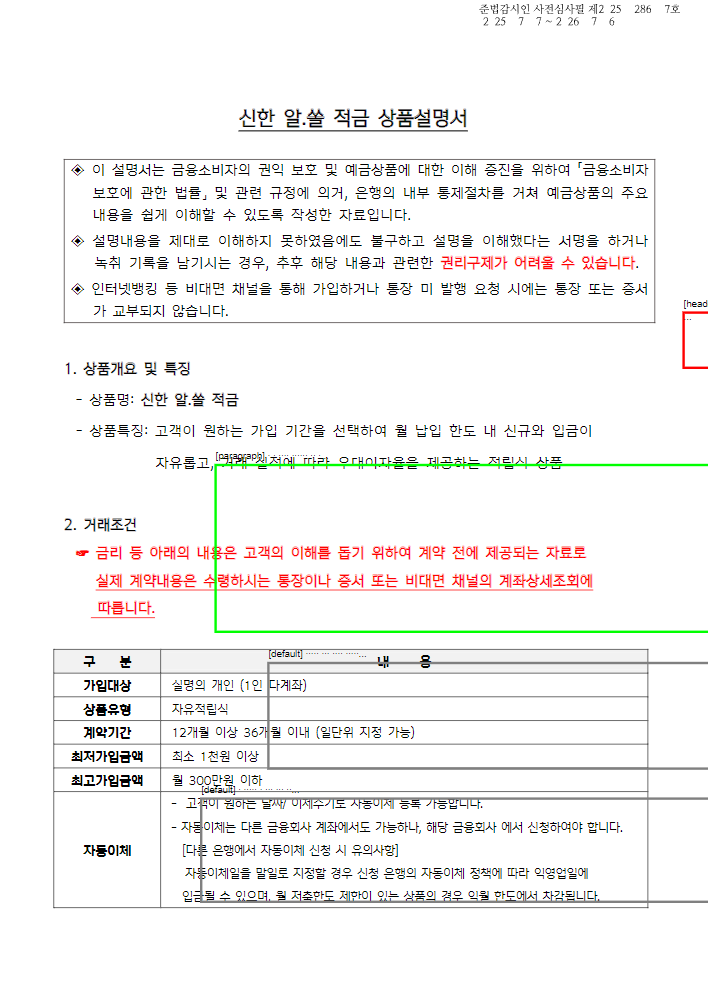 준법감시인 사전심사필 제2 25 286 7호
2 25 7 7 ~ 2 26 7 6
신한 알.쏠 적금 상품설명서
◈ 이 설명서는 금융소비자의 권익 보호 및 예금상품에 대한 이해 증진을 위하여 「금융소비자
보호에 관한 법률」 및 관련 규정에 의거, 은행의 내부 통제절차를 거쳐 예금상품의 주요
내용을 쉽게 이해할 수 있도록 작성한 자료입니다.
◈ 설명내용을 제대로 이해하지 못하였음에도 불구하고 설명을 이해했다는 서명을 하거나
녹취 기록을 남기시는 경우, 추후 해당 내용과 관련한 권리구제가 어려울 수 있습니다.
◈ 인터넷뱅킹 등 비대면 채널을 통해 가입하거나 통장 미 발행 요청 시에는 통장 또는 증서
가 교부되지 않습니다.
[head
...
1. 상품개요 및 특징
- 상품명: 신한 알.쏠 적금
- 상품특징: 고객이 원하는 가입 기간을 선택하여 월 납입 한도 내 신규와 입금이
[paragraph]
자유롭고, 거래 실적에 따라 우대이자율을 제공하는 적립식 상품
2. 거래조건
☞ 금리 등 아래의 내용은 고객의 이해를 돕기 위하여 계약 전에 제공되는 자료로
실제 계약내용은 수령하시는 통장이나 증서 또는 비대면 채널의 계좌상세조회에
따릅니다.
[default] ····· ··· ···· ·····...
구 분 내 용
가입대상 실명의 개인 (1인 다계좌)
상품유형 자유적립식
계약기간 12개월 이상 36개월 이내 (일단위 지정 가능)
최저가입금액 최소 1천원 이상
최고가입금액 월 300만원 이하
[default] · ····· · ··· ··· ··...
- 고객이 원하는 날짜/ 이체주기로 자동이체 등록 가능합니다.
- 자동이체는 다른 금융회사 계좌에서도 가능하나, 해당 금융회사 에서 신청하여야 합니다.
[다른 은행에서 자동이체 신청 시 유의사항]
자동이체
자동이체일을 말일로 지정할 경우 신청 은행의 자동이체 정책에 따라 익영업일에
입금될 수 있으며, 월 저축한도 제한이 있는 상품의 경우 익월 한도에서 차감됩니다.